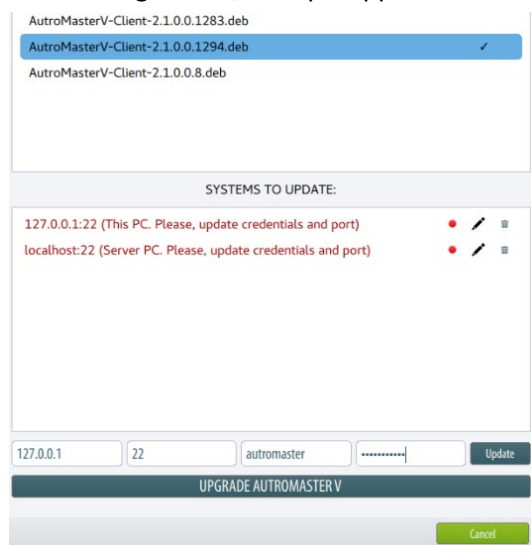 AutroMasterV-Client-2.1.0.0.1283.deb
AutroMasterV-Client-2.1.0.0.1294.deb ✓
AutroMasterV-Client-2.1.0.0.8.deb
SYSTEMS TO UPDATE:
127.0.0.1:22 (This PC. Please, update credentials and port)
localhost:22 (Server PC. Please, update credentials and port)
127.0.0.1 22 autromaster ••••••••••• Update
UPGRADE AUTROMASTER V
Cancel